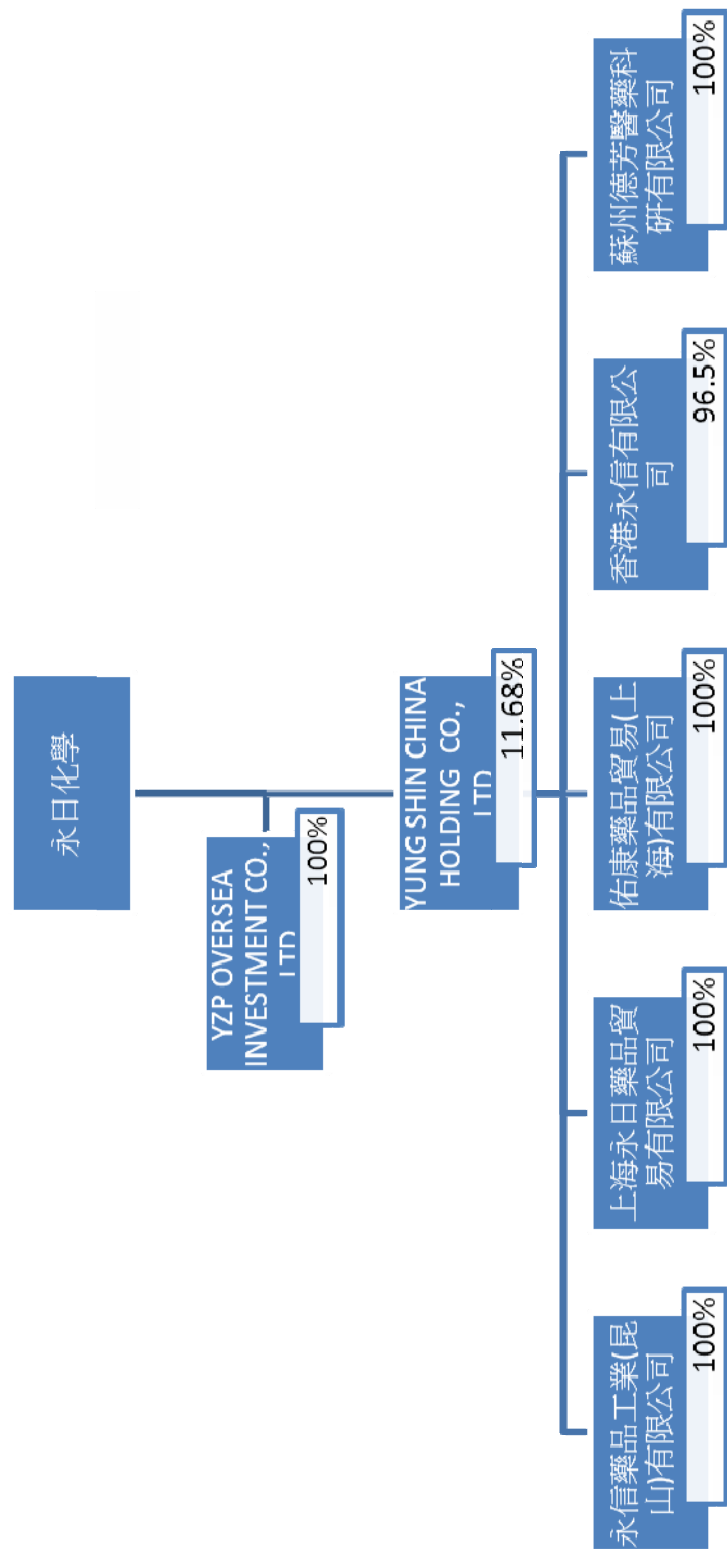 永日化學
YZP OVERSEA
INVESTMENT CO.,
LTD
100%
YUNG SHIN CHINA
HOLDING CO.,
LTD
11.68%
永信藥品工業(昆
山)有限公司
100%
上海永日藥品貿
易有限公司
100%
佑康藥品貿易(上
海)有限公司
100%
香港永信有限公
司
96.5%
蘇州德芳醫藥科
研有限公司
100%